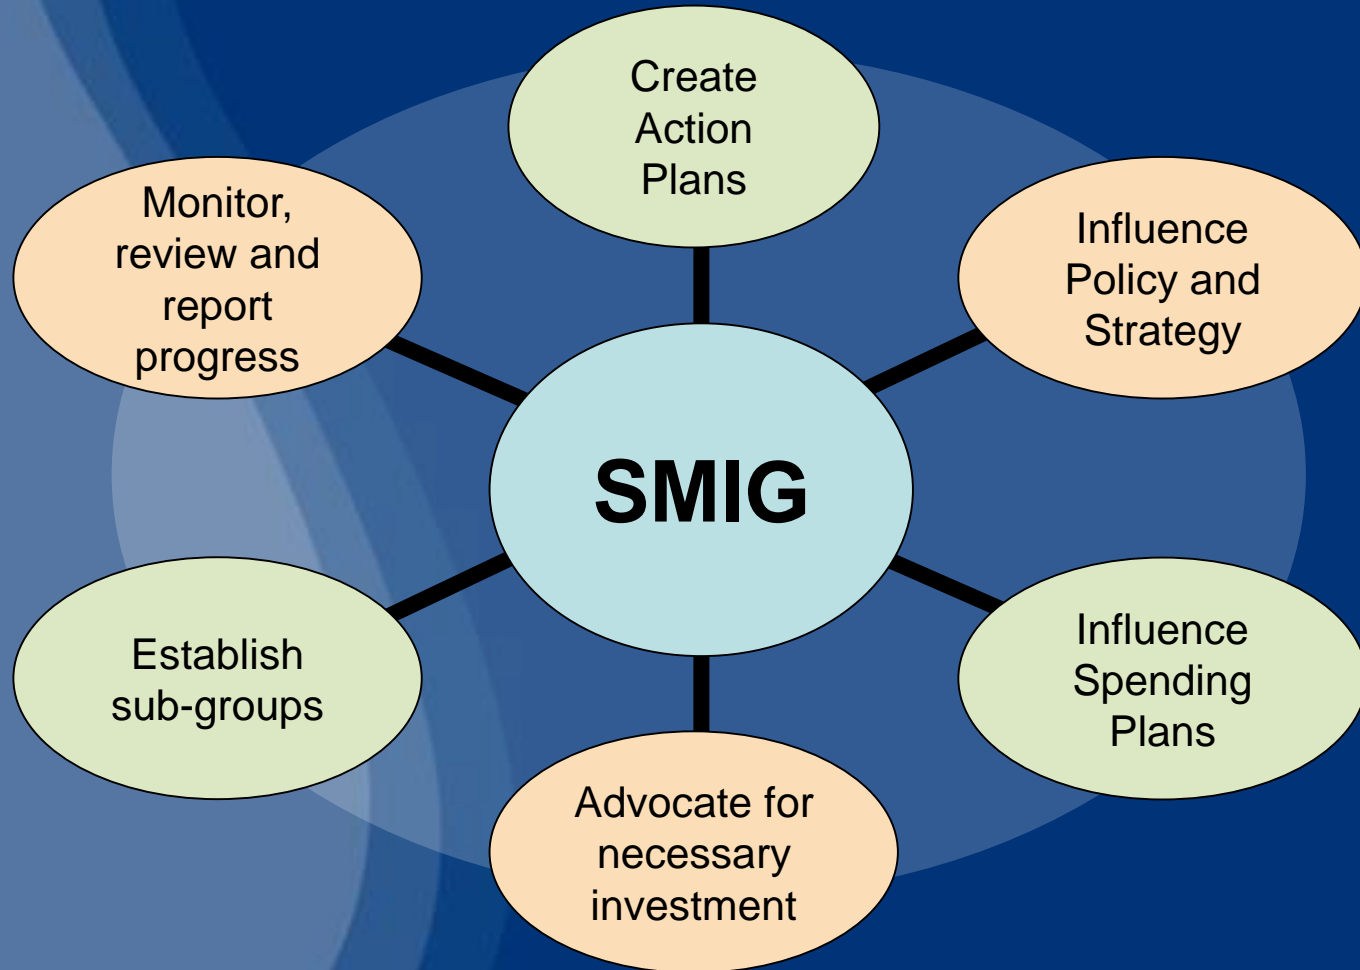 Create
Action
Plans
Monitor,
review and
report
progress
Influence
Policy and
Strategy
SMIG
Establish
sub-groups
Influence
Spending
Plans
Advocate for
necessary
investment